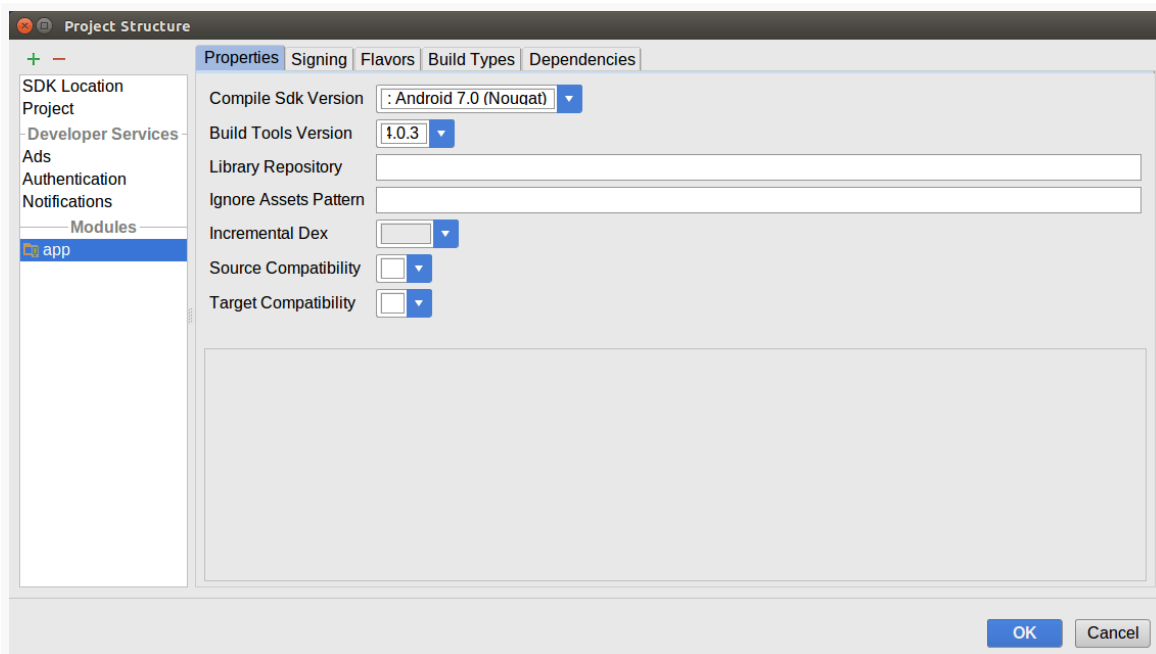 Project Structure
Properties Signing Flavors Build Types Dependencies
SDK Location
Project
Developer Services
Ads
Authentication
Notifications
Modules
app
Compile Sdk Version : Android 7.0 (Nougat)
Build Tools Version .0.3
Library Repository
Ignore Assets Pattern
Incremental Dex
Source Compatibility
Target Compatibility
OK Cancel